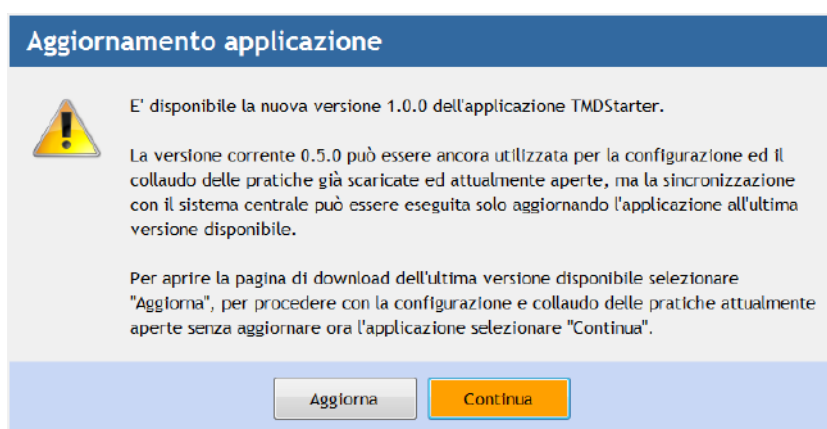 Aggiornamento applicazione
E' disponibile la nuova versione 1.0.0 dell'applicazione TMDStarter.
La versione corrente 0.5.0 può essere ancora utilizzata per la configurazione ed il
collaudo delle pratiche già scaricate ed attualmente aperte, ma la sincronizzazione
con il sistema centrale può essere eseguita solo aggiornando l'applicazione all'ultima
versione disponibile.
Per aprire la pagina di download dell'ultima versione disponibile selezionare
"Aggiorna", per procedere con la configurazione e collaudo delle pratiche attualmente
aperte senza aggiornare ora l'applicazione selezionare "Continua".
Aggiorna
Continua